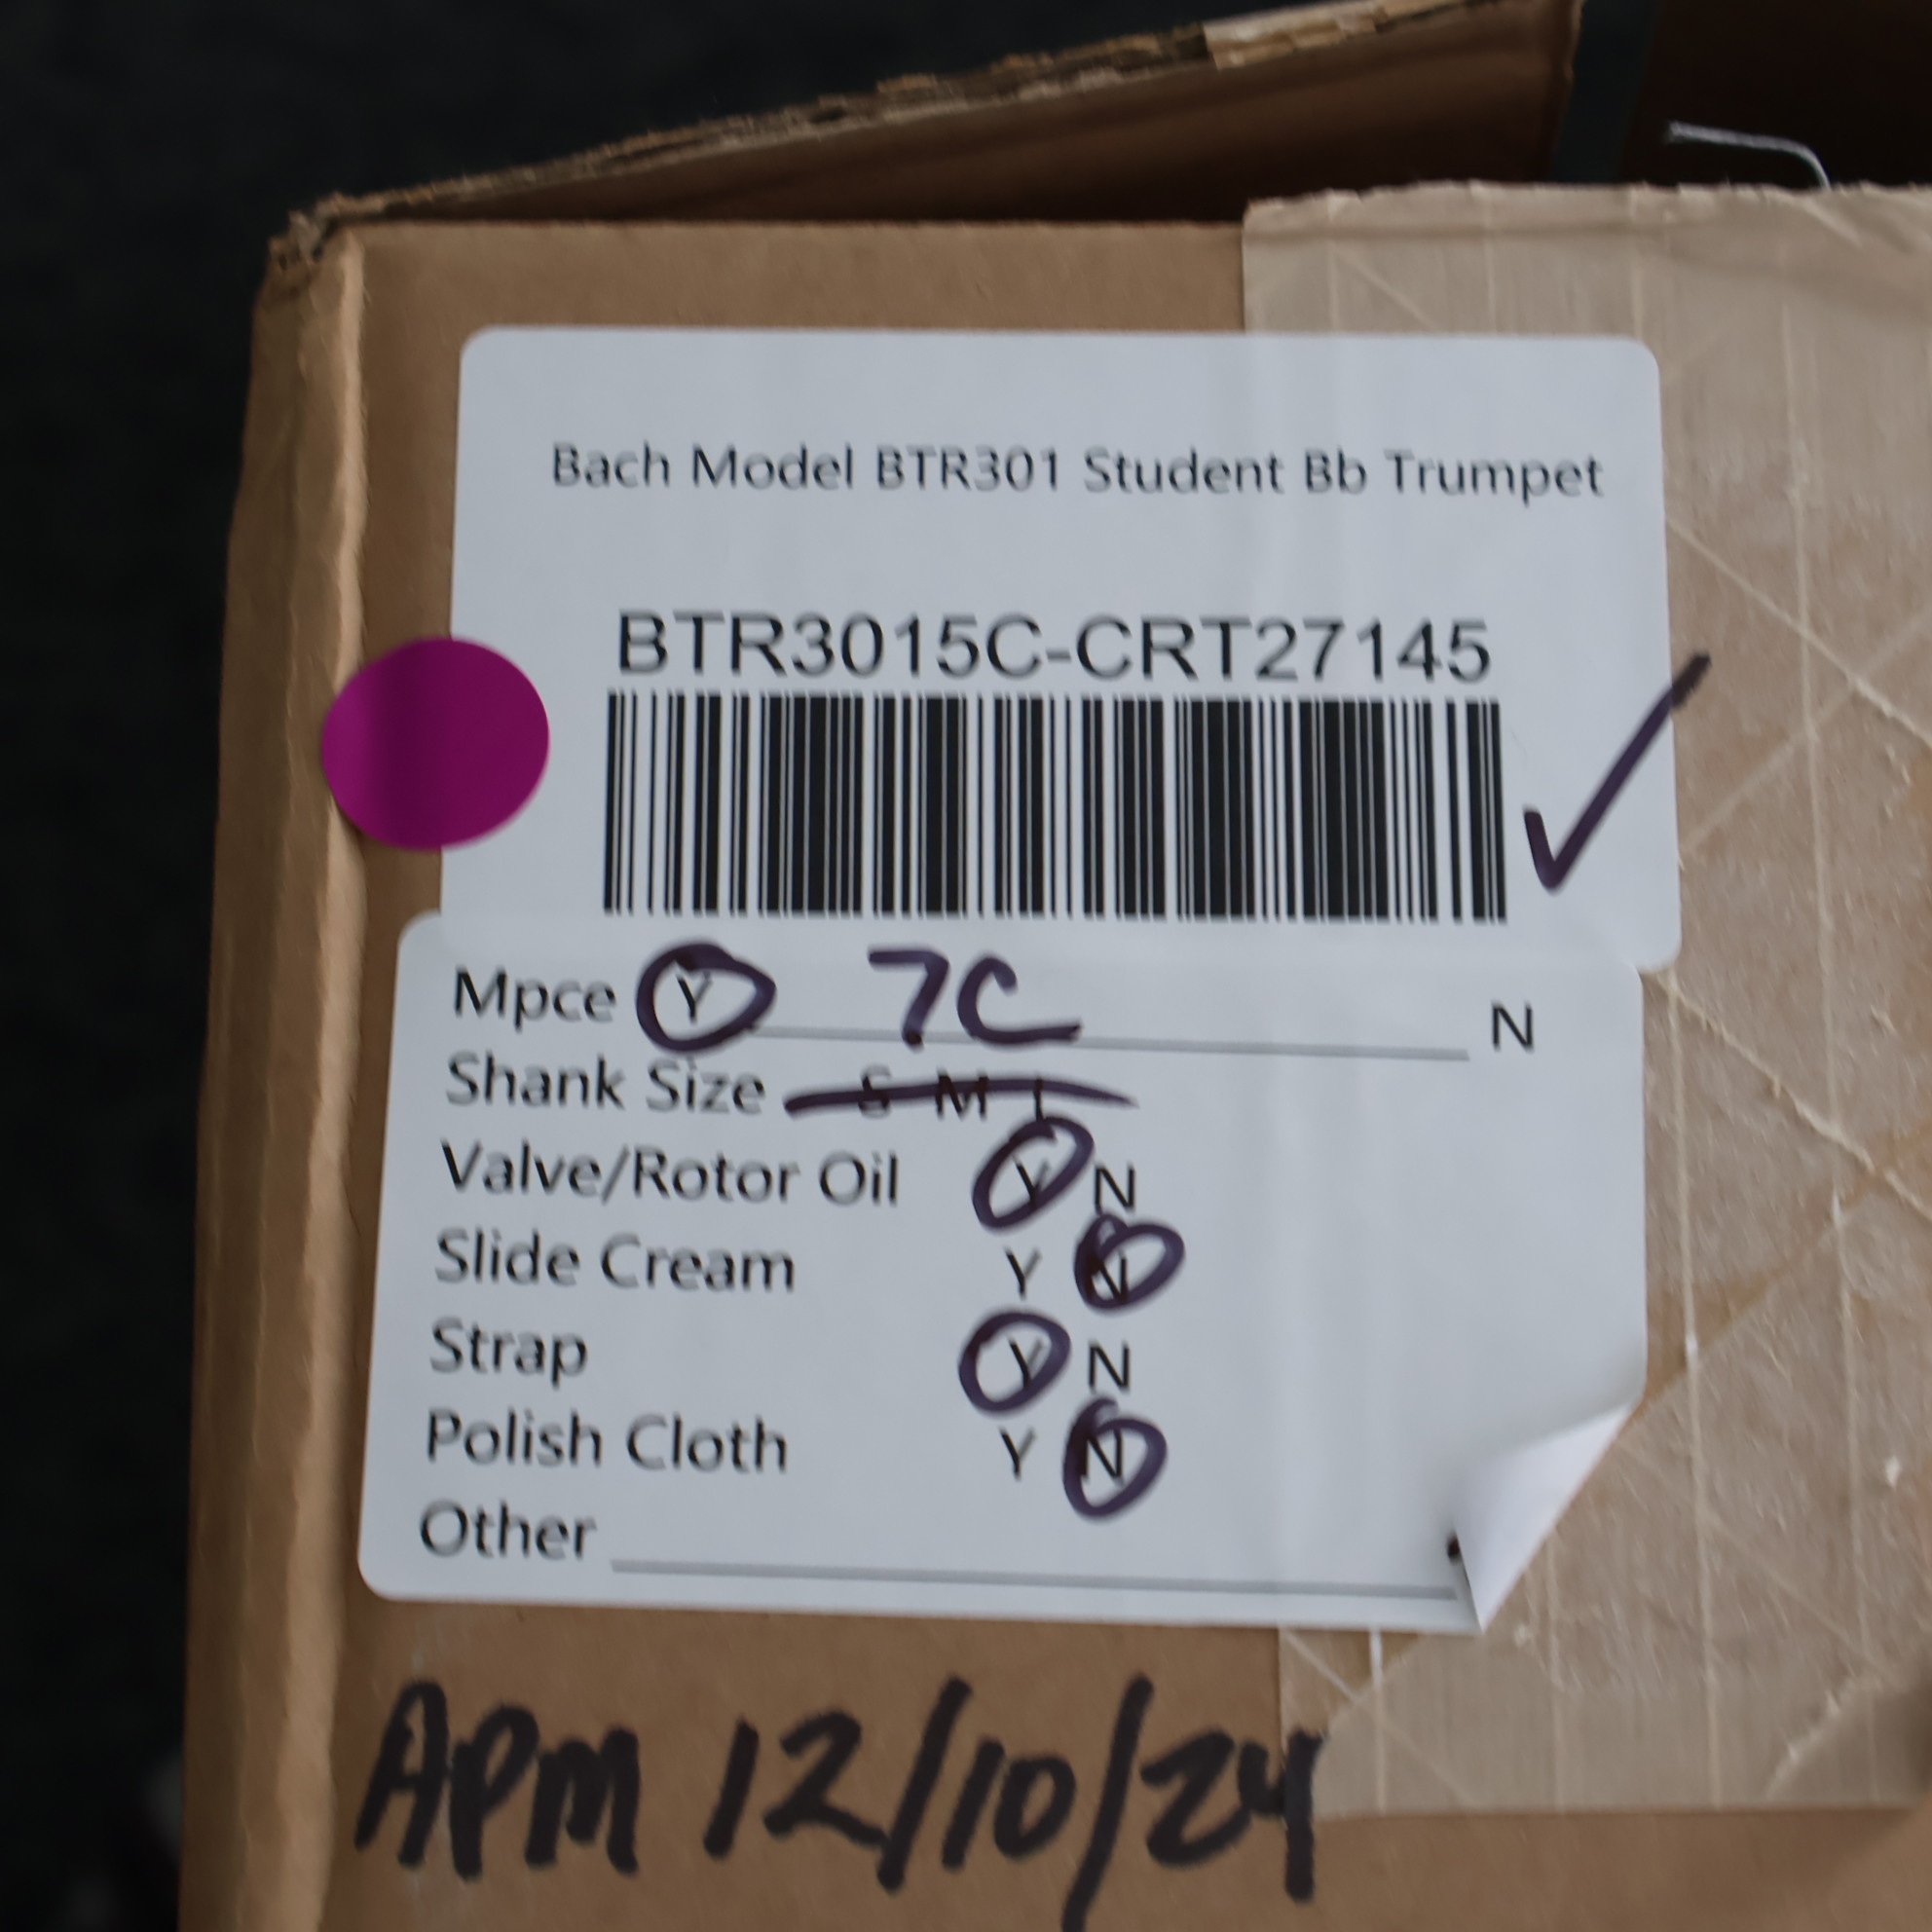 Bach Model BTR301 Student Bb Trumpet
BTR3015C-CRT27145
Mpce Y 7C N
Shank Size S M L
Valve/Rotor Oil Y N
Slide Cream Y N
Strap Y N
Polish Cloth Y N
Other
APM 12/10/24